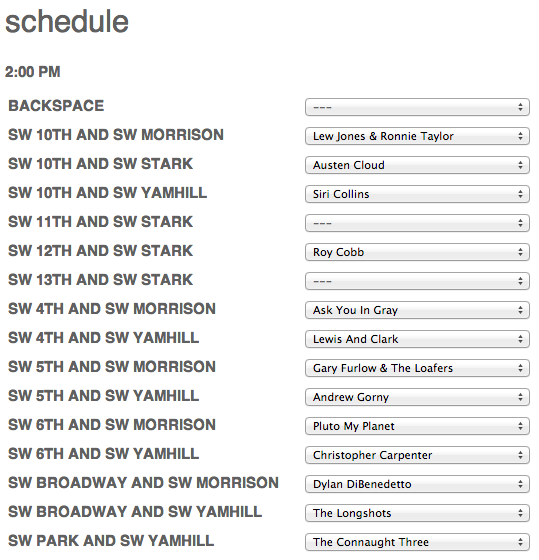 schedule
2:00 PM
BACKSPACE ---
SW 10TH AND SW MORRISON Lew Jones & Ronnie Taylor
SW 10TH AND SW STARK Austen Cloud
SW 10TH AND SW YAMHILL Siri Collins
SW 11TH AND SW STARK ---
SW 12TH AND SW STARK Roy Cobb
SW 13TH AND SW STARK ---
SW 4TH AND SW MORRISON Ask You In Gray
SW 4TH AND SW YAMHILL Lewis And Clark
SW 5TH AND SW MORRISON Gary Furlow & The Loafers
SW 5TH AND SW YAMHILL Andrew Gorny
SW 6TH AND SW MORRISON Pluto My Planet
SW 6TH AND SW YAMHILL Christopher Carpenter
SW BROADWAY AND SW MORRISON Dylan DiBenedetto
SW BROADWAY AND SW YAMHILL The Longshots
SW PARK AND SW YAMHILL The Connaught Three